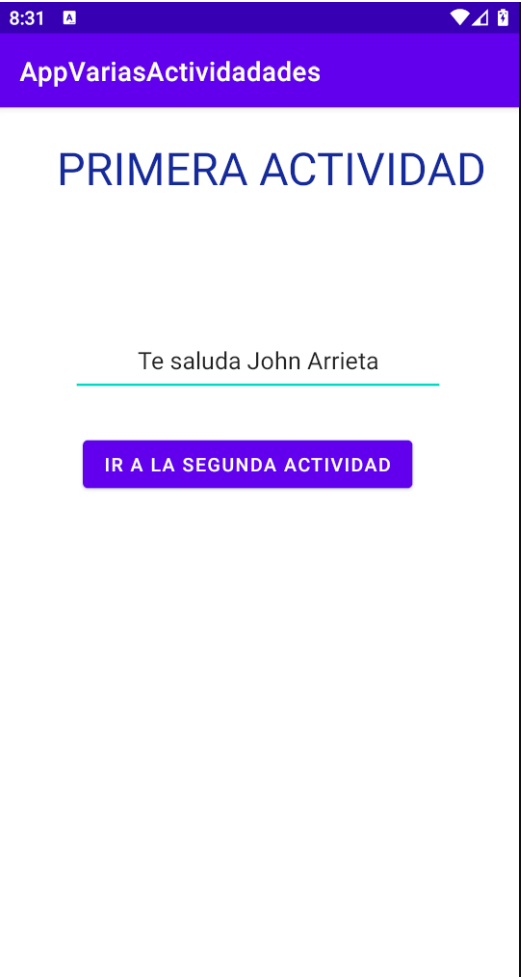 8:31
AppVariasActividadades
PRIMERA ACTIVIDAD
Te saluda John Arrieta
IR A LA SEGUNDA ACTIVIDAD